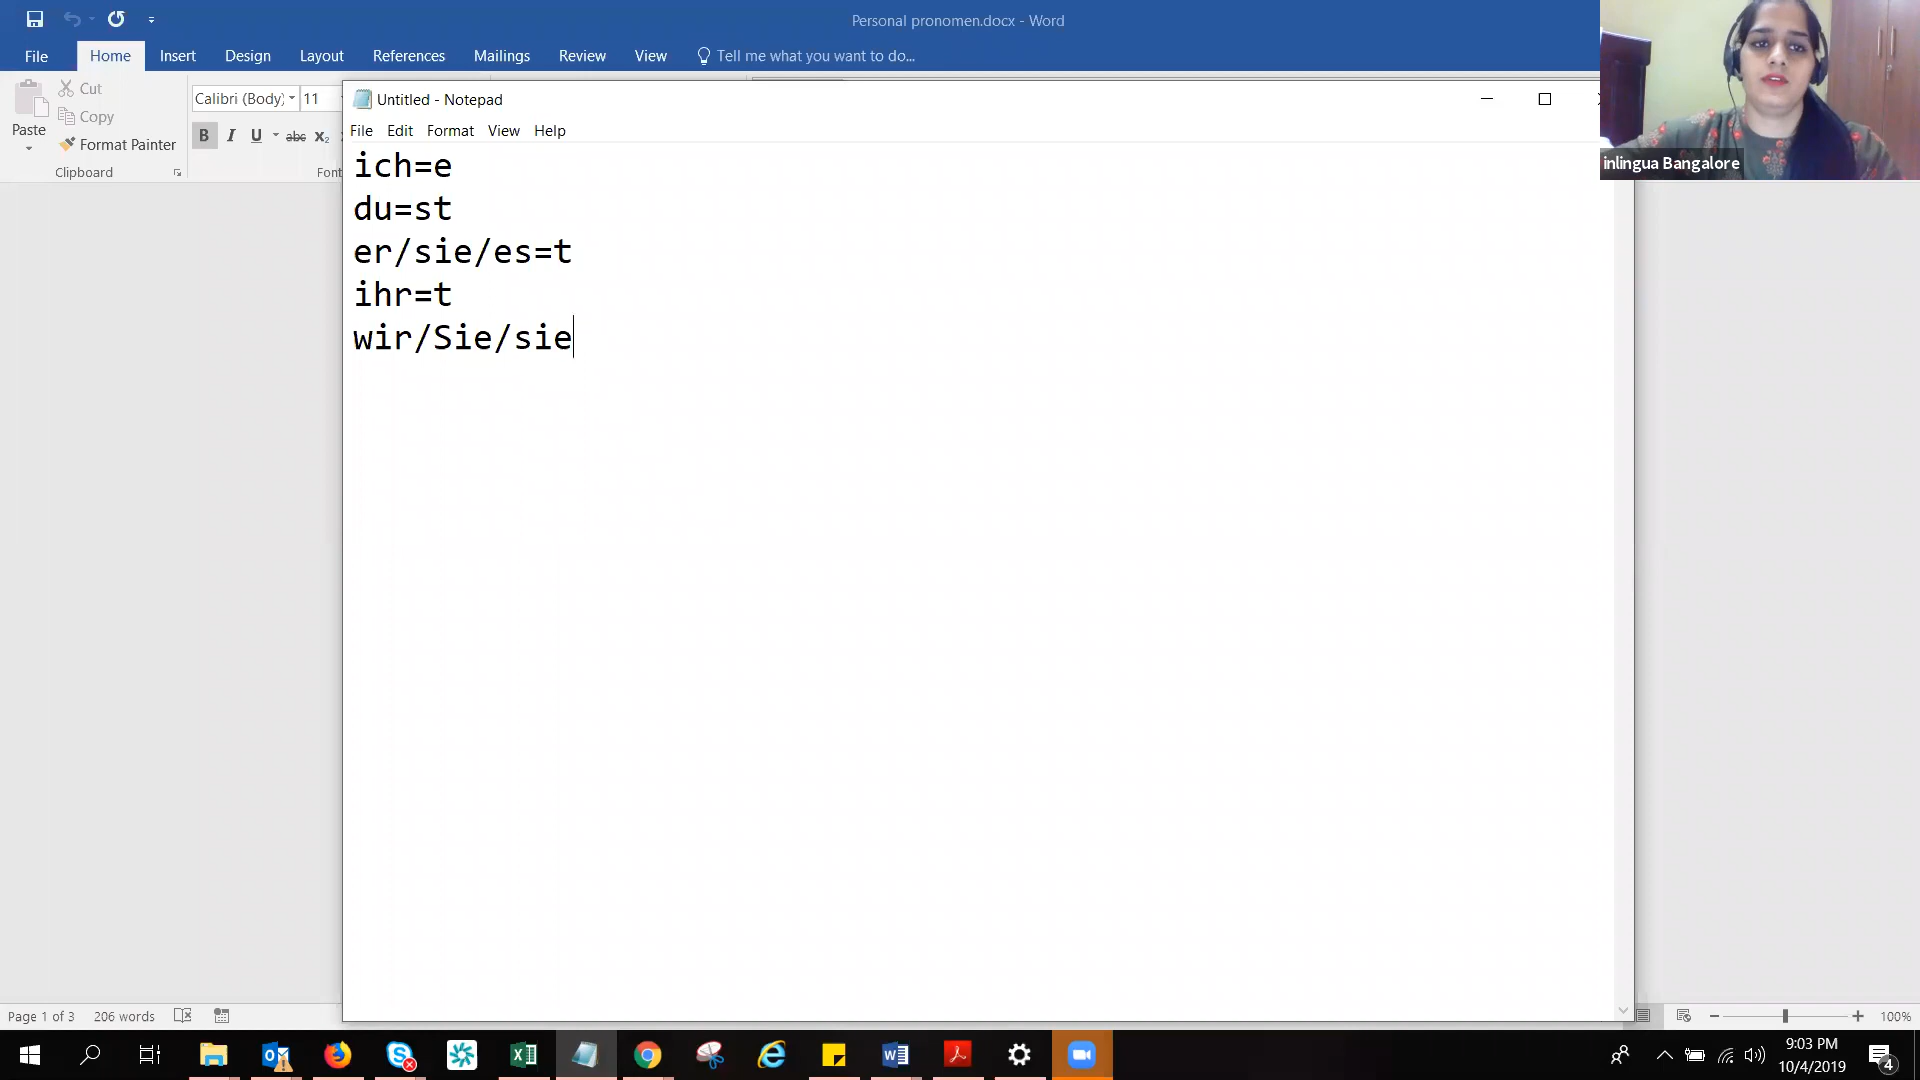 Personal pronomen.docx - Word
File Home Insert Design Layout References Mailings Review View Tell me what you want to do...
Paste
Cut
Copy
Format Painter
Clipboard
Calibri (Body) 11
B I U abc x₂
Font
Untitled - Notepad
File Edit Format View Help
ich=e
du=st
er/sie/es=t
ihr=t
wir/Sie/sie
inlingua Bangalore
Page 1 of 3 206 words
100%
9:03 PM
10/4/2019
4